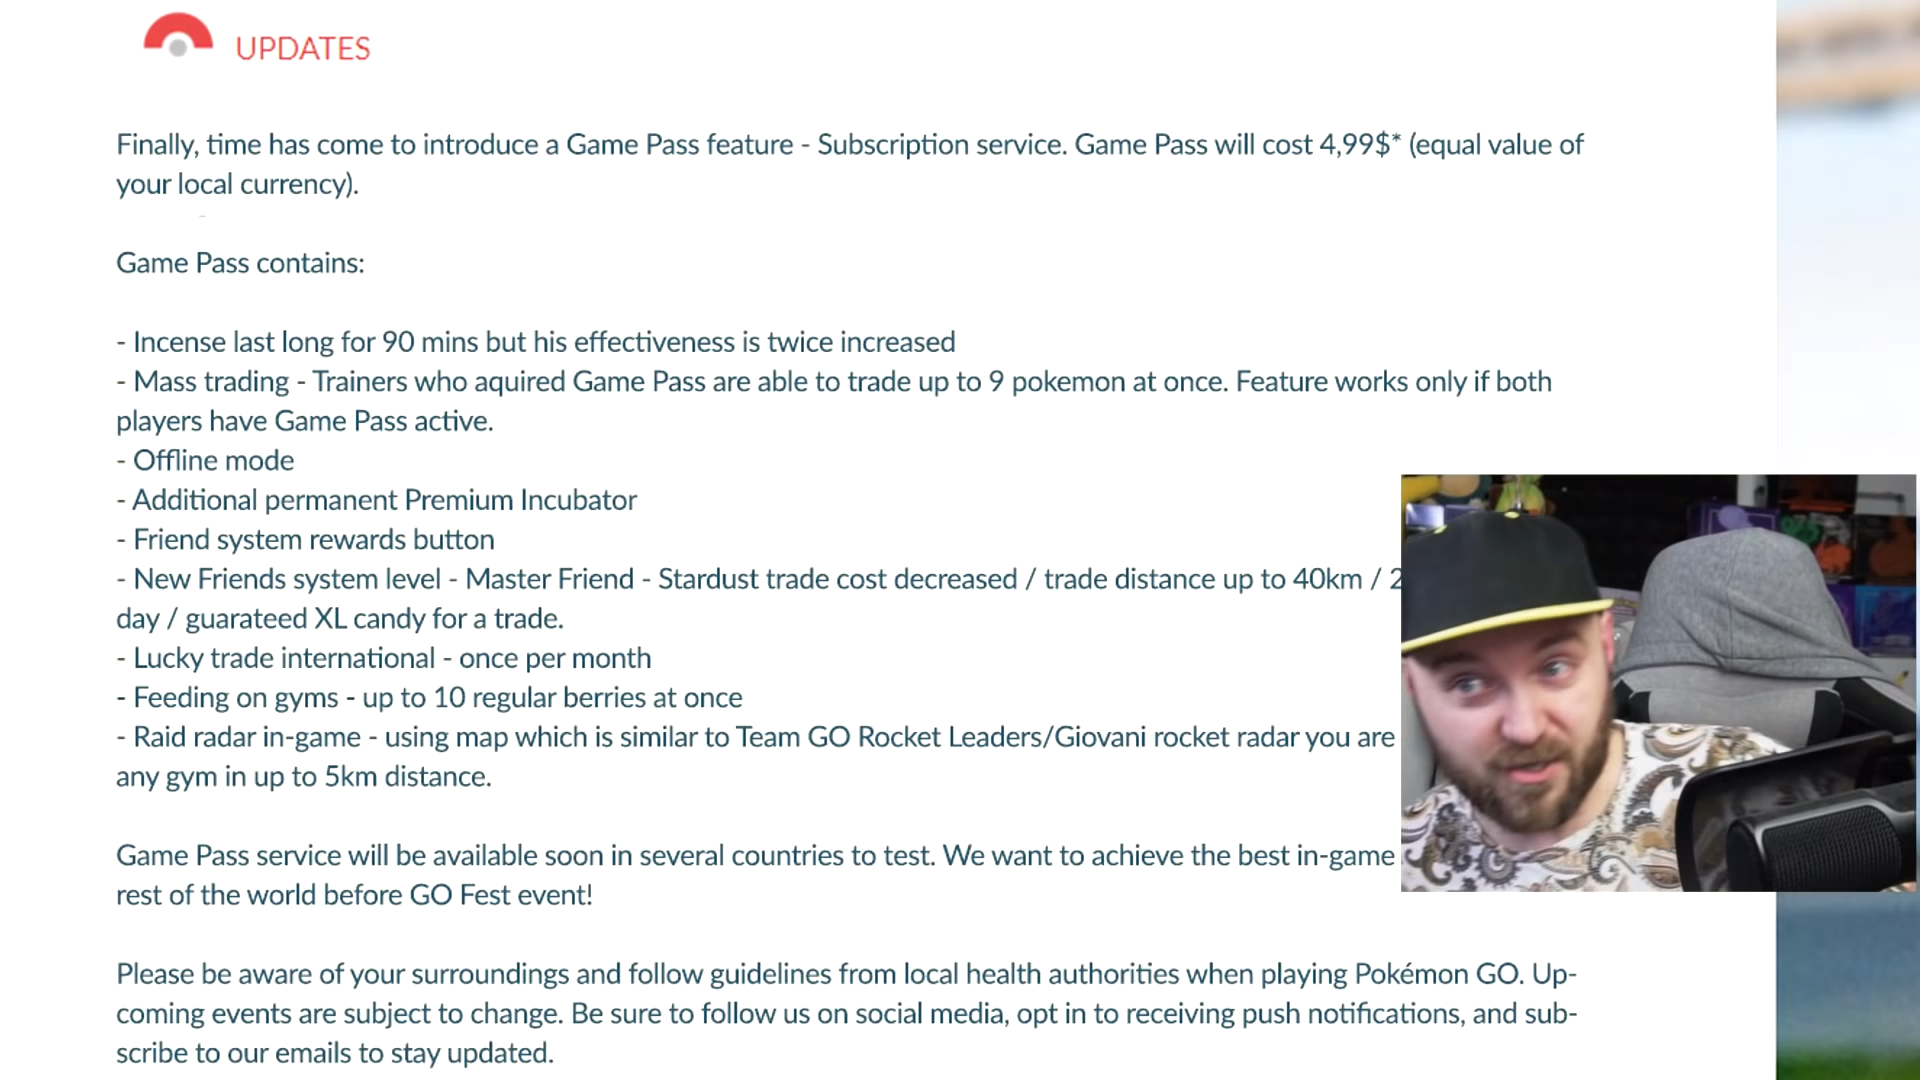 UPDATES
Finally, time has come to introduce a Game Pass feature - Subscription service. Game Pass will cost 4,99$* (equal value of
your local currency).
Game Pass contains:
- Incense last long for 90 mins but his effectiveness is twice increased
- Mass trading - Trainers who aquired Game Pass are able to trade up to 9 pokemon at once. Feature works only if both
players have Game Pass active.
- Offline mode
- Additional permanent Premium Incubator
- Friend system rewards button
- New Friends system level - Master Friend - Stardust trade cost decreased / trade distance up to 40km / 2
day / guarateed XL candy for a trade.
- Lucky trade international - once per month
- Feeding on gyms - up to 10 regular berries at once
- Raid radar in-game - using map which is similar to Team GO Rocket Leaders/Giovani rocket radar you are
any gym in up to 5km distance.
Game Pass service will be available soon in several countries to test. We want to achieve the best in-game
rest of the world before GO Fest event!
Please be aware of your surroundings and follow guidelines from local health authorities when playing Pokémon GO. Up-
coming events are subject to change. Be sure to follow us on social media, opt in to receiving push notifications, and sub-
scribe to our emails to stay updated.